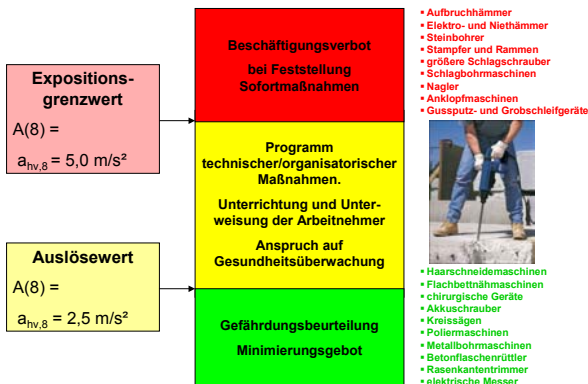 Expositions-
grenzwert
A(8) =
a_hv,8 = 5,0 m/s²
Auslösewert
A(8) =
a_hv,8 = 2,5 m/s²
Beschäftigungsverbot
bei Feststellung
Sofortmaßnahmen
Programm
technischer/organisatorischer
Maßnahmen.
Unterrichtung und Unter-
weisung der Arbeitnehmer
Anspruch auf
Gesundheitsüberwachung
Gefährdungsbeurteilung
Minimierungsgebot
▪ Aufbruchhämmer
▪ Elektro- und Niethämmer
▪ Steinbohrer
▪ Stampfer und Rammen
▪ größere Schlagschrauber
▪ Schlagbohrmaschinen
▪ Nagler
▪ Anklopfmaschinen
▪ Gussputz- und Grobschleifgeräte
▪ Haarschneidemaschinen
▪ Flachbettnähmaschinen
▪ chirurgische Geräte
▪ Akkuschrauber
▪ Kreissägen
▪ Poliermaschinen
▪ Metallbohrmaschinen
▪ Betonflaschenrüttler
▪ Rasenkantentrimmer
▪ elektrische Messer